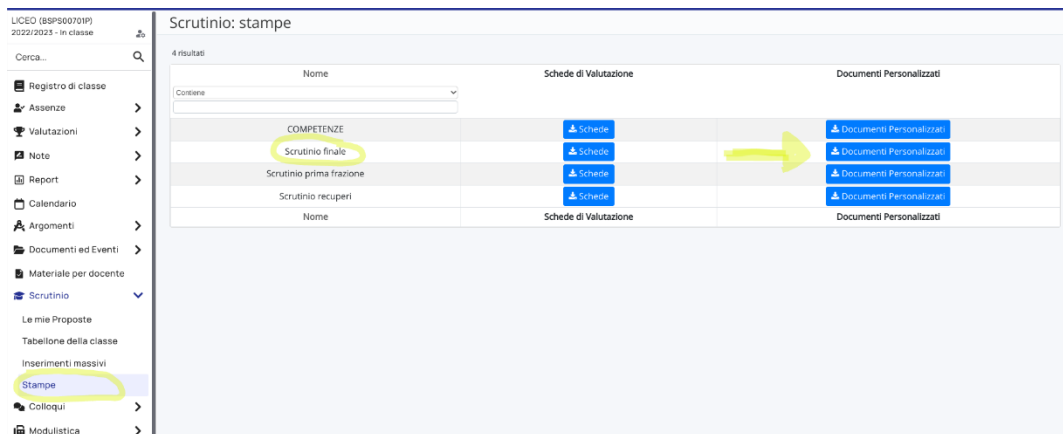 LICEO (BSPS00701P)
2022/2023 - In classe
Cerca...
Registro di classe
Assenze
Valutazioni
Note
Report
Calendario
Argomenti
Documenti ed Eventi
Materiale per docente
Scrutinio
Le mie Proposte
Tabellone della classe
Inserimenti massivi
Stampe
Colloqui
Modulistica
Scrutinio: stampe
4 risultati
Nome Schede di Valutazione Documenti Personalizzati
Contiene
COMPETENZE Schede Documenti Personalizzati
Scrutinio finale Schede Documenti Personalizzati
Scrutinio prima frazione Schede Documenti Personalizzati
Scrutinio recuperi Schede Documenti Personalizzati
Nome Schede di Valutazione Documenti Personalizzati